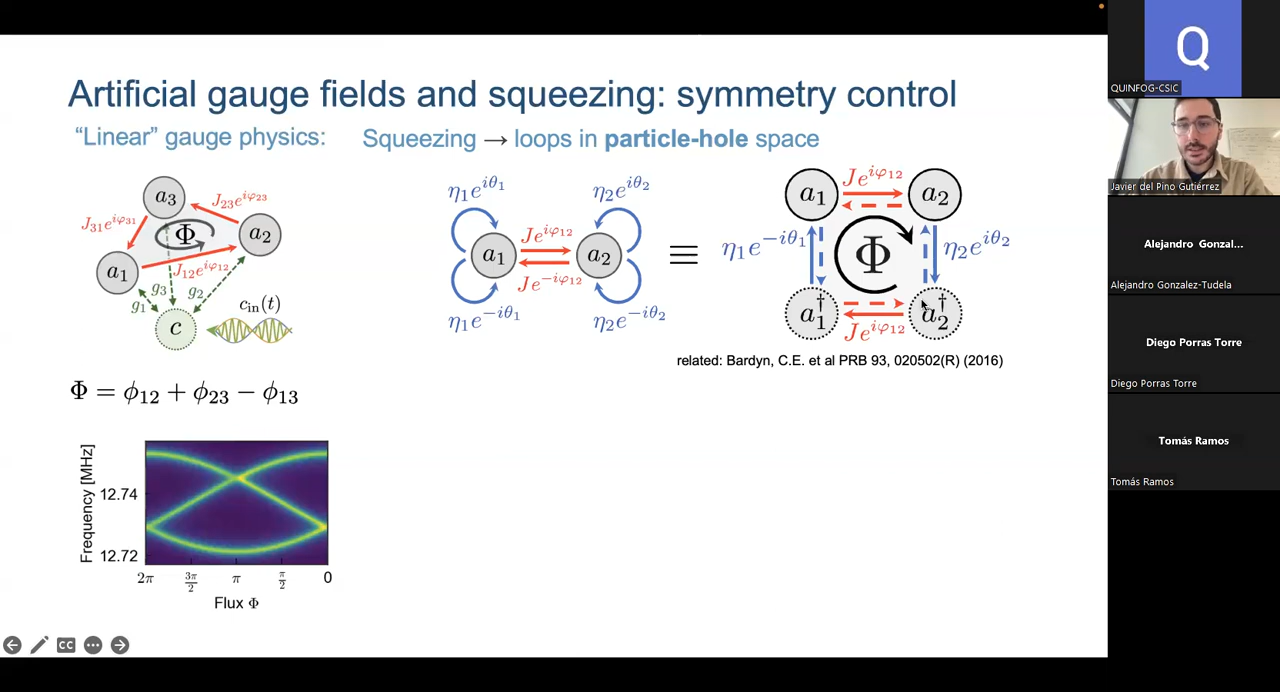 Artificial gauge fields and squeezing: symmetry control
“Linear” gauge physics:
Squeezing → loops in particle-hole space
a₃
J₂₃e^{iφ₂₃}
J₃₁e^{iφ₃₁}
Φ
a₂
a₁
J₁₂e^{iφ₁₂}
g₁
g₃
g₂
c
c_in(t)
η₁e^{iθ₁}
η₂e^{iθ₂}
a₁
Je^{iφ₁₂}
a₂
Je^{-iφ₁₂}
η₁e^{-iθ₁}
η₂e^{-iθ₂}
≡
a₁
Je^{iφ₁₂}
a₂
η₁e^{-iθ₁}
Φ
η₂e^{iθ₂}
a₁†
Je^{iφ₁₂}
a₂†
related: Bardyn, C.E. et al PRB 93, 020502(R) (2016)
Φ = ϕ₁₂ + ϕ₂₃ − ϕ₁₃
Frequency [MHz]
12.74
12.72
2π
3π/2
π
π/2
0
Flux Φ
CC
Q
QUINFOG-CSIC
Javier del Pino Gutiérrez
Alejandro Gonzal...
Alejandro Gonzalez-Tudela
Diego Porras Torre
Diego Porras Torre
Tomás Ramos
Tomás Ramos